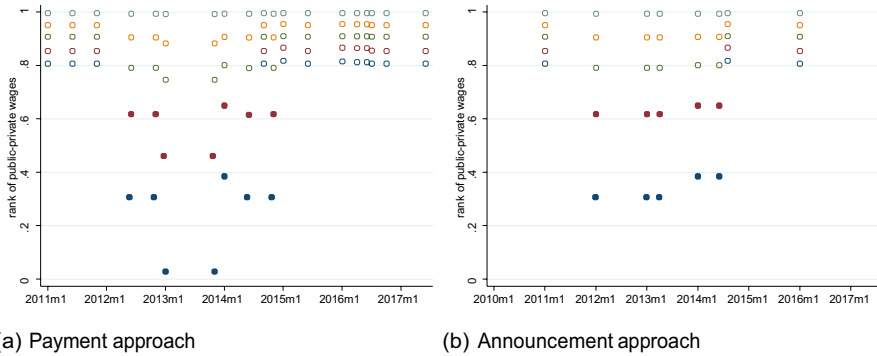 rank of public-private wages
1
.8
.6
.4
.2
0
2011m1 2012m1 2013m1 2014m1 2015m1 2016m1 2017m1
(a) Payment approach
rank of public-private wages
1
.8
.6
.4
.2
0
2010m1 2011m1 2012m1 2013m1 2014m1 2015m1 2016m1 2017m1
(b) Announcement approach